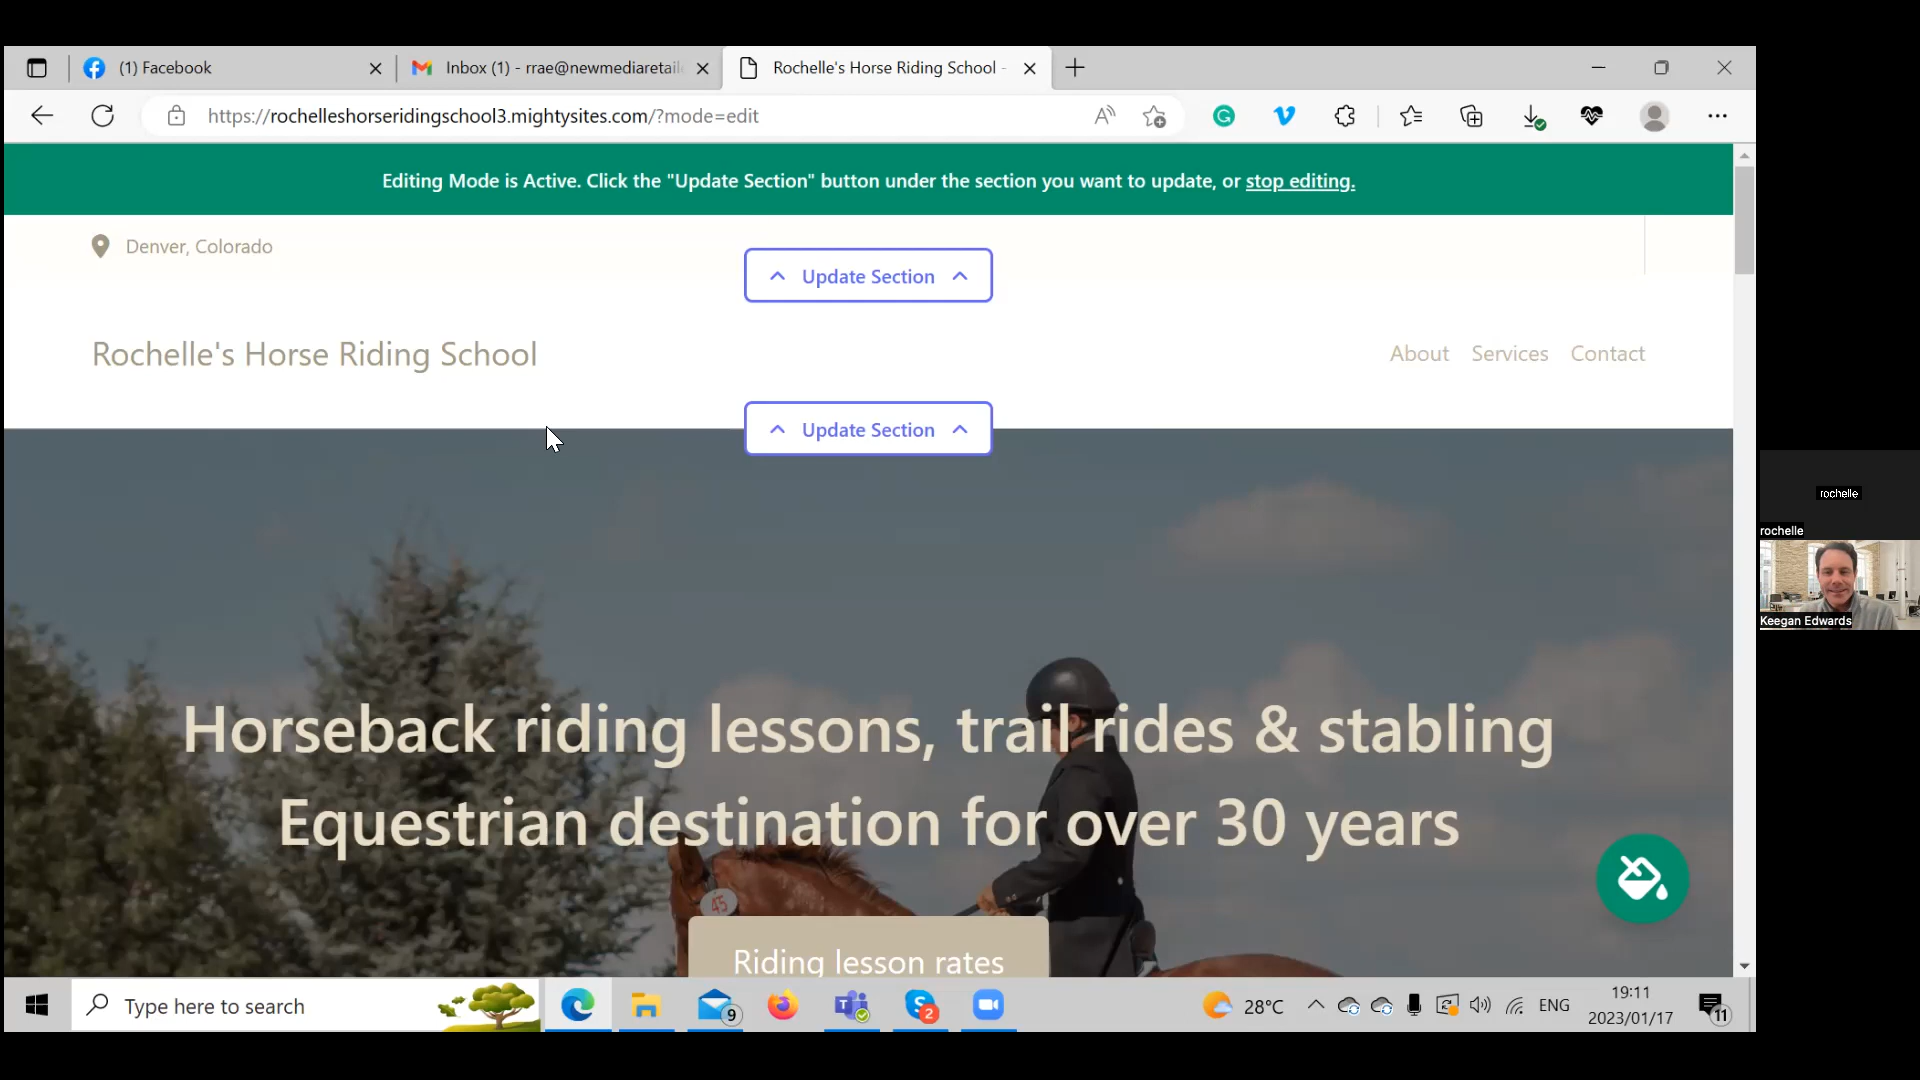 (1) Facebook
Inbox (1) - rrae@newmediaretail
Rochelle's Horse Riding School -
https://rochelleshorseridingschool3.mightysites.com/?mode=edit
Editing Mode is Active. Click the "Update Section" button under the section you want to update, or stop editing.
Denver, Colorado
Update Section
Rochelle's Horse Riding School
About Services Contact
Update Section
Horseback riding lessons, trail rides & stabling
Equestrian destination for over 30 years
45
Riding lesson rates
rochelle
rochelle
Keegan Edwards
Type here to search
9
2
28°C
ENG
19:11
2023/01/17
11